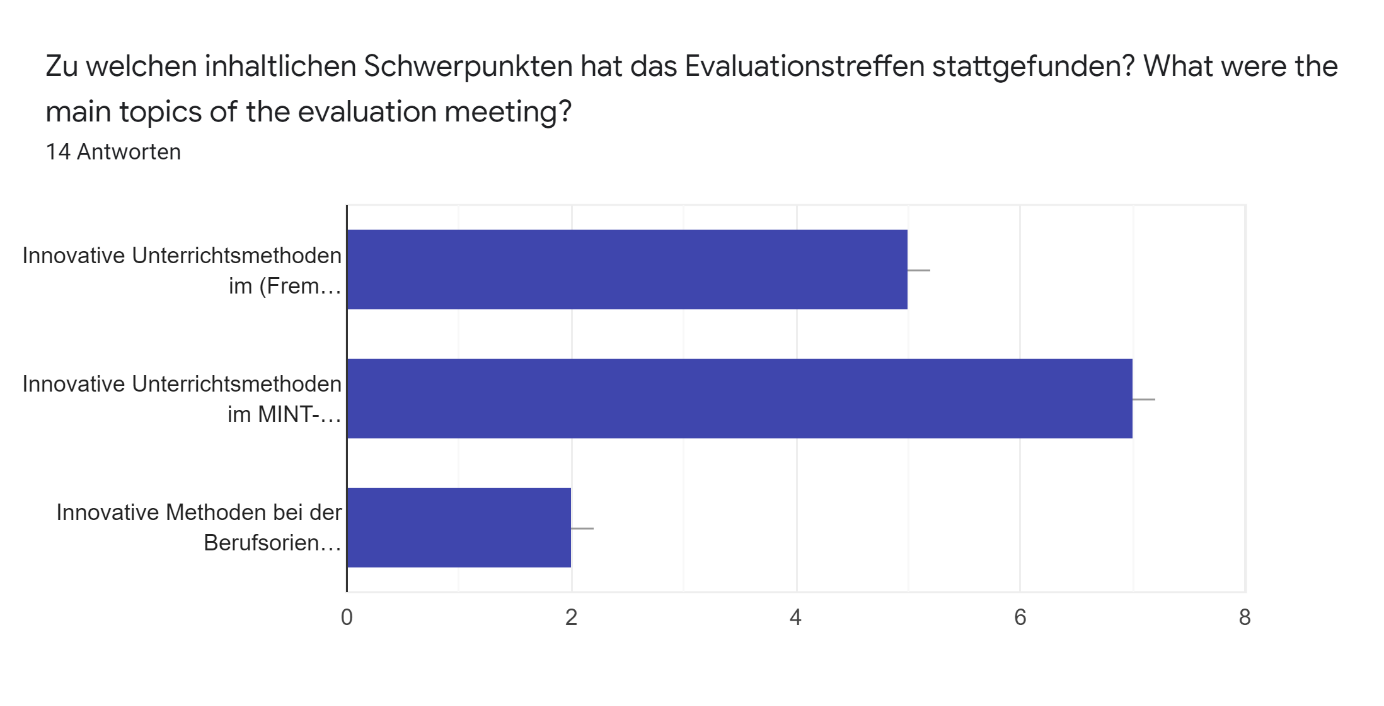 Zu welchen inhaltlichen Schwerpunkten hat das Evaluationstreffen stattgefunden? What were the
main topics of the evaluation meeting?
14 Antworten
Innovative Unterrichtsmethoden
im (Frem…
Innovative Unterrichtsmethoden
im MINT-…
Innovative Methoden bei der
Berufsorien…
0 2 4 6 8